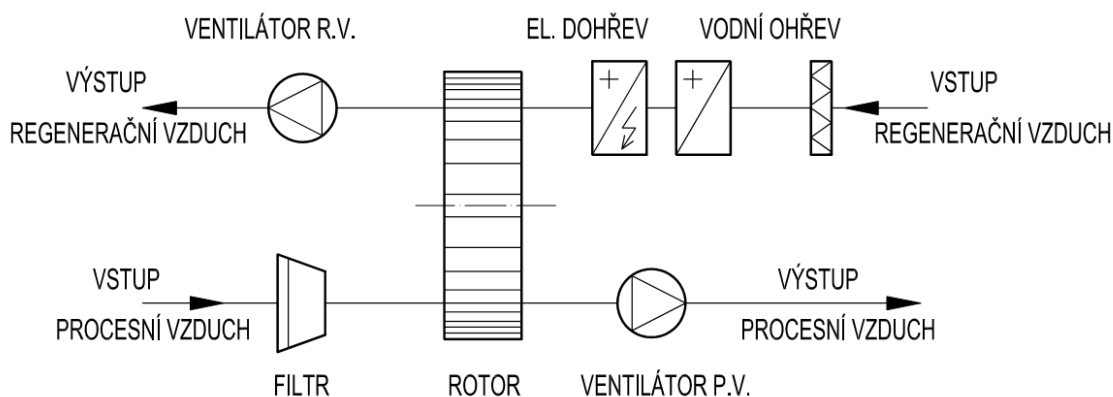 VENTILÁTOR R.V.
EL. DOHŘEV
VODNÍ OHŘEV
VÝSTUP
REGENERAČNÍ VZDUCH
VSTUP
REGENERAČNÍ VZDUCH
VSTUP
PROCESNÍ VZDUCH
VÝSTUP
PROCESNÍ VZDUCH
FILTR
ROTOR
VENTILÁTOR P.V.